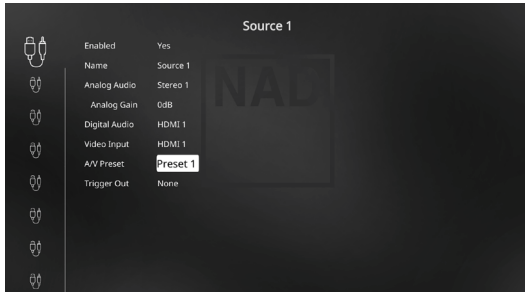 Source 1
Enabled Yes
Name Source 1
Analog Audio Stereo 1
Analog Gain 0dB
Digital Audio HDMI 1
Video Input HDMI 1
A/V Preset Preset 1
Trigger Out None
NAD